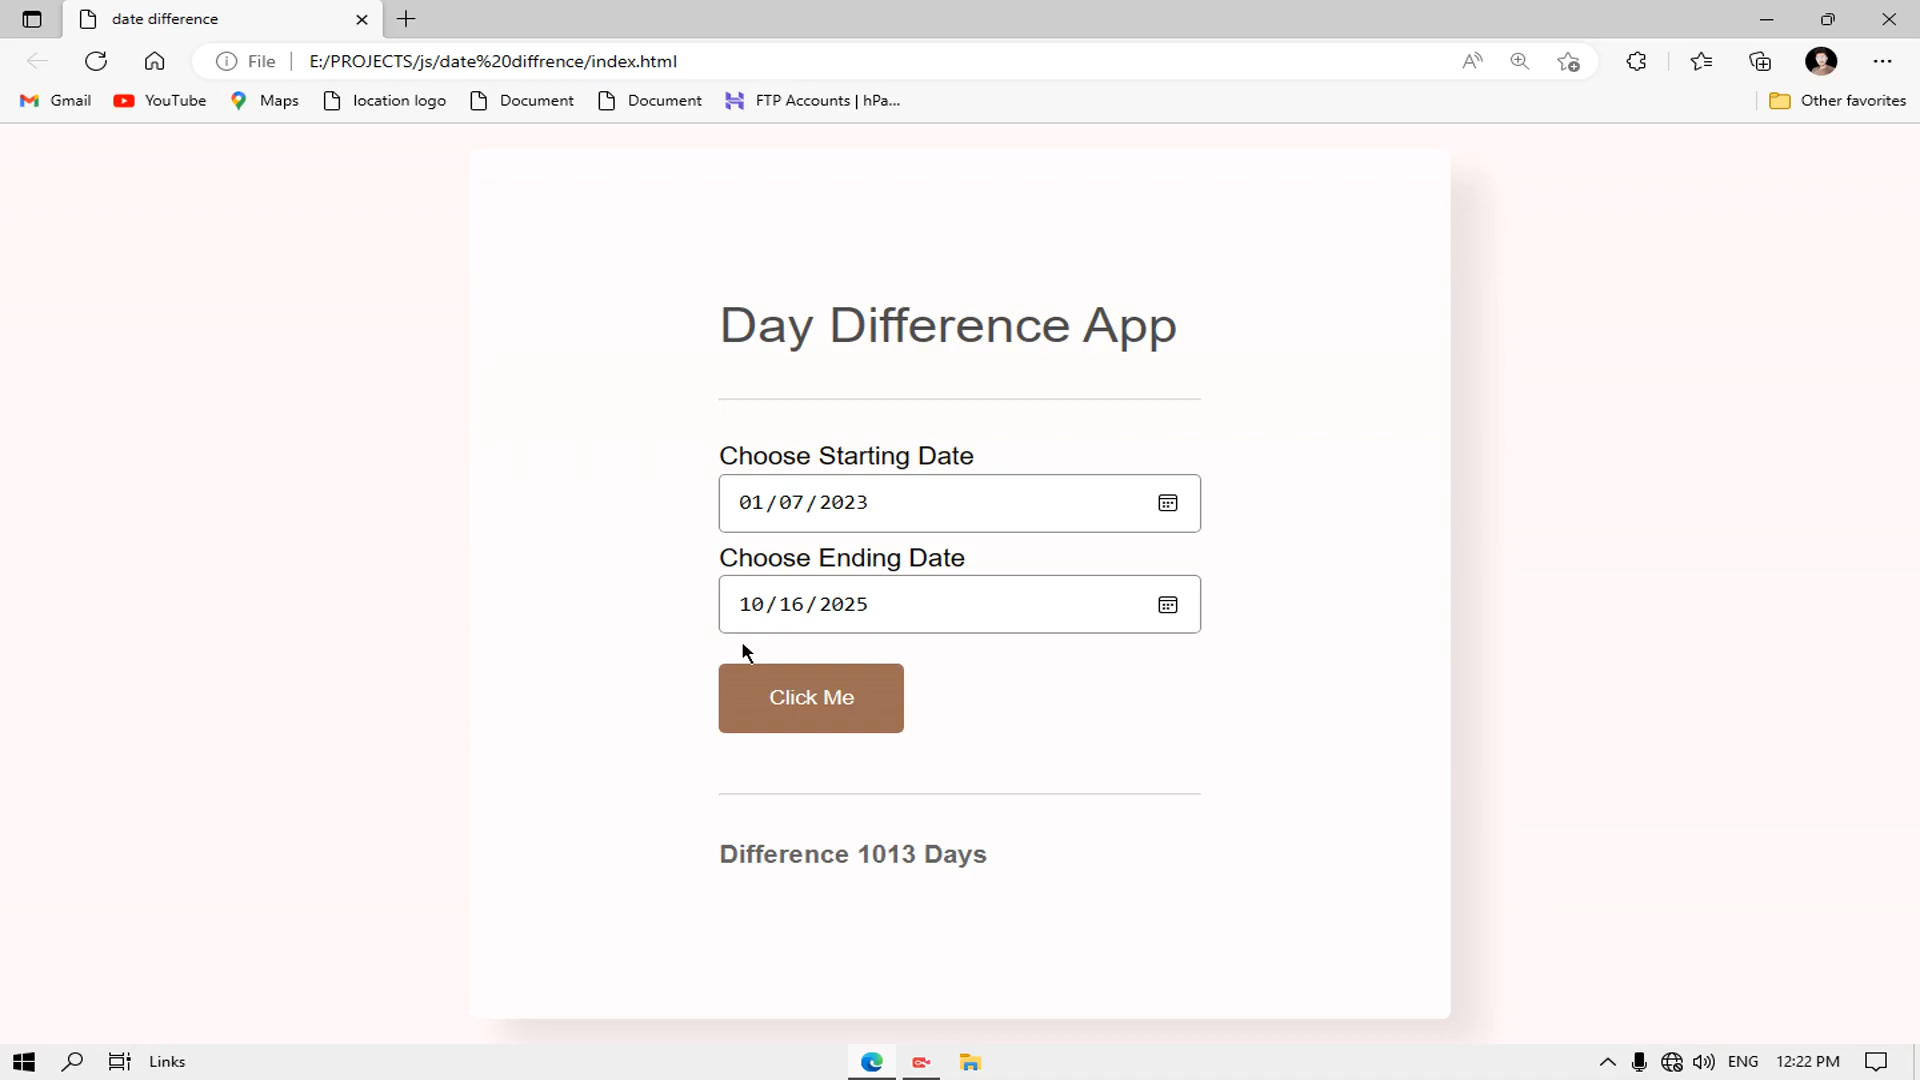 date difference
File E:/PROJECTS/js/date%20diffrence/index.html
Gmail YouTube Maps location logo Document Document FTP Accounts | hPa... Other favorites
Day Difference App
Choose Starting Date
01/07/2023
Choose Ending Date
10/16/2025
Click Me
Difference 1013 Days
Links ENG 12:22 PM